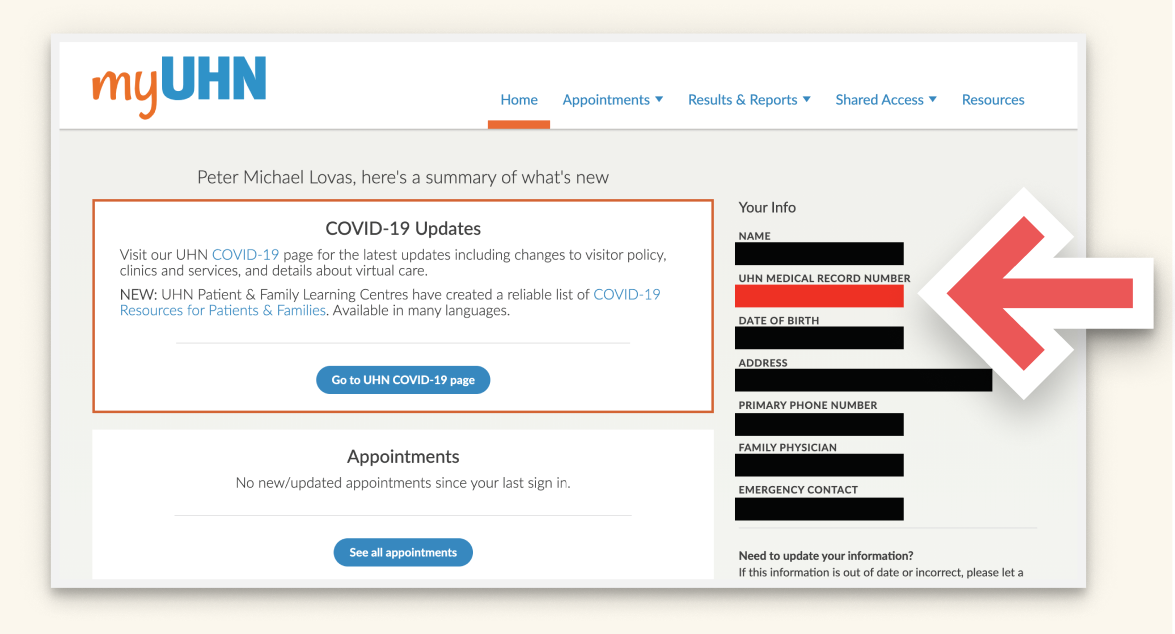 myUHN
Home Appointments ▼ Results & Reports ▼ Shared Access ▼ Resources
Peter Michael Lovas, here's a summary of what's new
COVID-19 Updates
Visit our UHN COVID-19 page for the latest updates including changes to visitor policy,
clinics and services, and details about virtual care.
NEW: UHN Patient & Family Learning Centres have created a reliable list of COVID-19
Resources for Patients & Families. Available in many languages.
Go to UHN COVID-19 page
Appointments
No new/updated appointments since your last sign in.
See all appointments
Your Info
NAME
UHN MEDICAL RECORD NUMBER
DATE OF BIRTH
ADDRESS
PRIMARY PHONE NUMBER
FAMILY PHYSICIAN
EMERGENCY CONTACT
Need to update your information?
If this information is out of date or incorrect, please let a